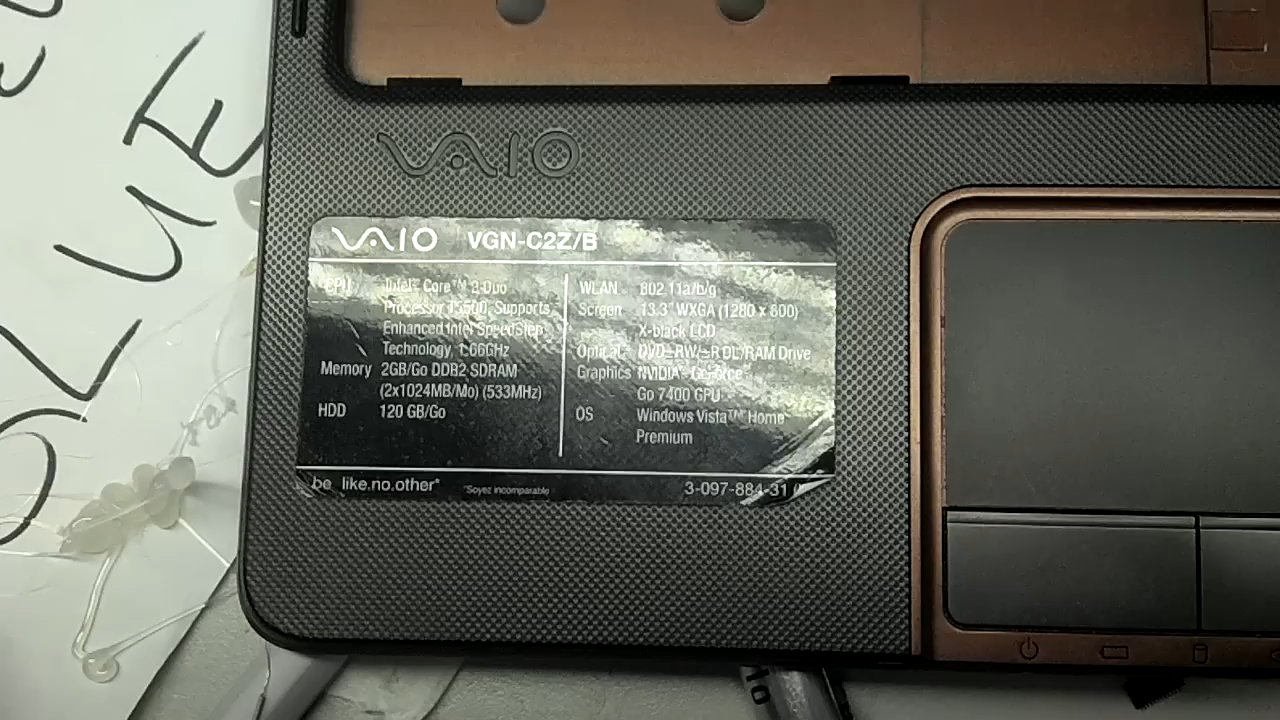 VAIO
VAIO VGN-C2Z/B
CPU Intel® Core™ 2 Duo
Processor T5500, Supports
Enhanced Intel SpeedStep®
Technology, 1.66GHz
Memory 2GB/Go DDR2 SDRAM
(2x1024MB/Mo) (533MHz)
HDD 120 GB/Go
WLAN 802.11a/b/g
Screen 13.3" WXGA (1280 x 800)
X-black LCD
Optical DVD±RW/±R DL/RAM Drive
Graphics NVIDIA® GeForce®
Go 7400 GPU
OS Windows Vista™ Home
Premium
be like.no.other* *Soyez incomparable 3-097-884-31 (
OLUE